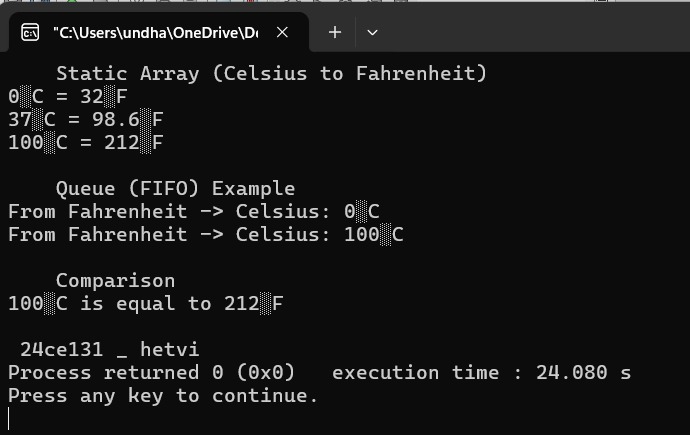 "C:\Users\undha\OneDrive\De
Static Array (Celsius to Fahrenheit)
0░C = 32░F
37░C = 98.6░F
100░C = 212░F
Queue (FIFO) Example
From Fahrenheit -> Celsius: 0░C
From Fahrenheit -> Celsius: 100░C
Comparison
100░C is equal to 212░F
24ce131 _ hetvi
Process returned 0 (0x0)   execution time : 24.080 s
Press any key to continue.